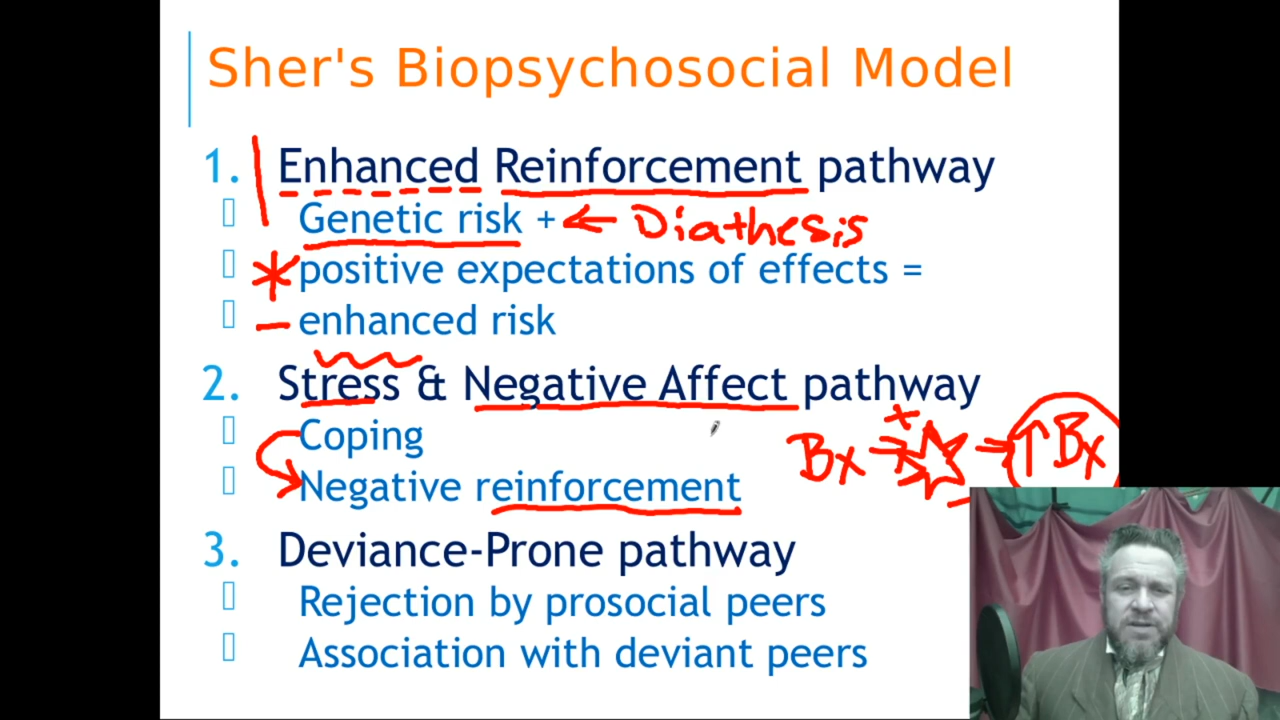 Sher's Biopsychosocial Model
1. Enhanced Reinforcement pathway
Genetic risk + ← Diathesis
* positive expectations of effects =
– enhanced risk
2. Stress & Negative Affect pathway
Coping
Bx → + → ↑ Bx
Negative reinforcement
–
3. Deviance-Prone pathway
Rejection by prosocial peers
Association with deviant peers